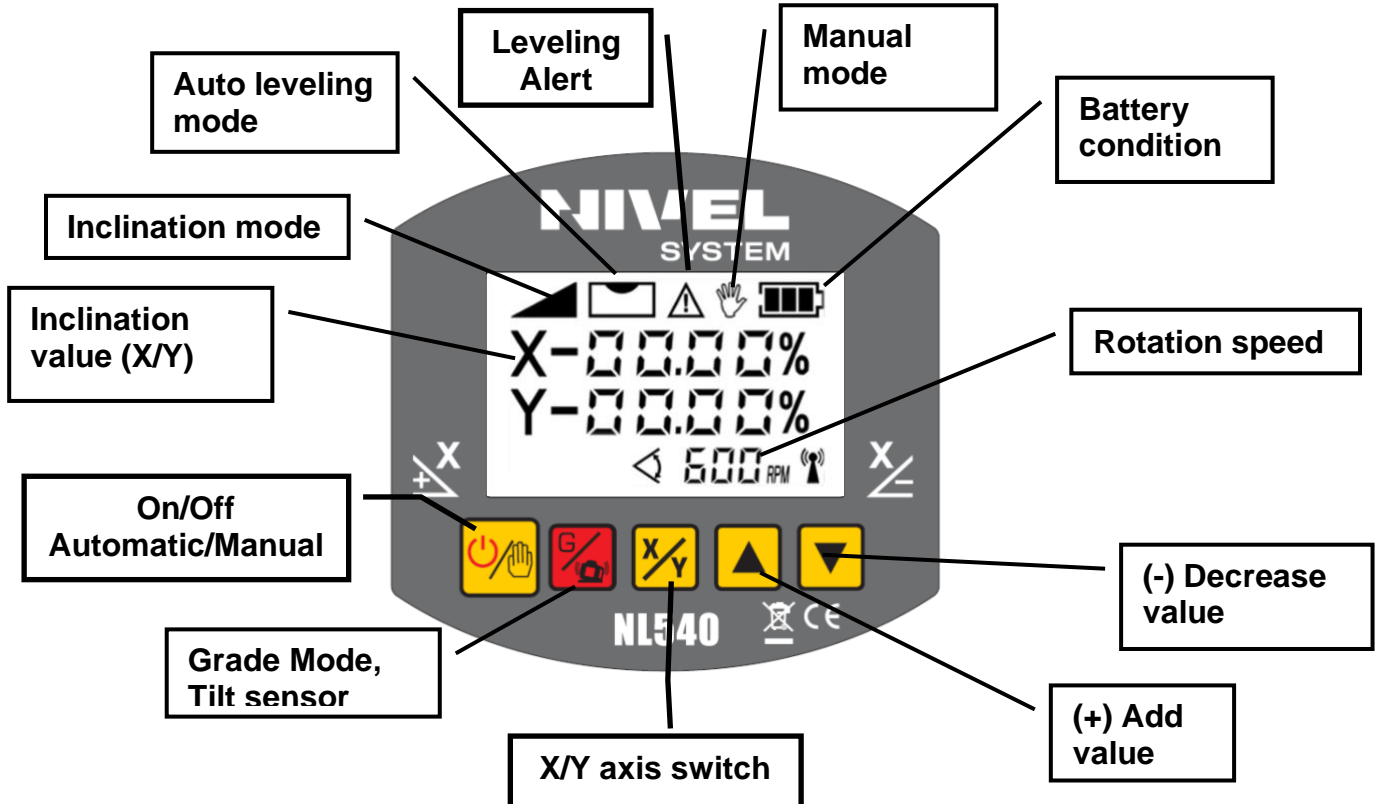 Leveling
Alert
Manual
mode
Auto leveling
mode
Battery
condition
Inclination mode
Inclination
value (X/Y)
Rotation speed
NIVEL
SYSTEM
X-00.00%
Y-00.00%
600 RPM
+ X
X -
On/Off
Automatic/Manual
G
X/Y
NL540
CE
(-) Decrease
value
Grade Mode,
Tilt sensor
(+) Add
value
X/Y axis switch